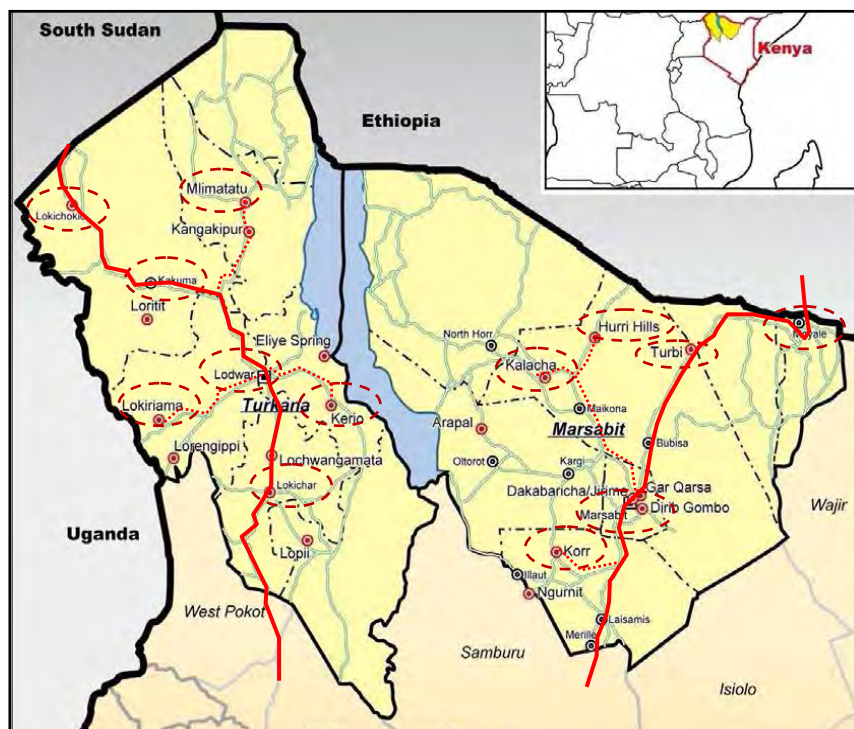 South Sudan
Kenya
Ethiopia
Mlimatatu
Lokichokio
Kangakipur
Kakuma
Loritit
North Horr
Hurri Hills
Moyale
Eliye Spring
Turbi
Lodwar
Kalacha
Lokiriama
Turkana
Kerio
Maikona
Arapal
Marsabit
Bubisa
Lorengippi
Lochwangamata
Oltorot
Kargi
Lokichar
Dakabaricha/Jirime
Gar Qarsa
Wajir
Marsabit
Dirib Gombo
Uganda
Lopii
Korr
Illaut
Ngurnit
West Pokot
Laisamis
Merille
Samburu
Isiolo